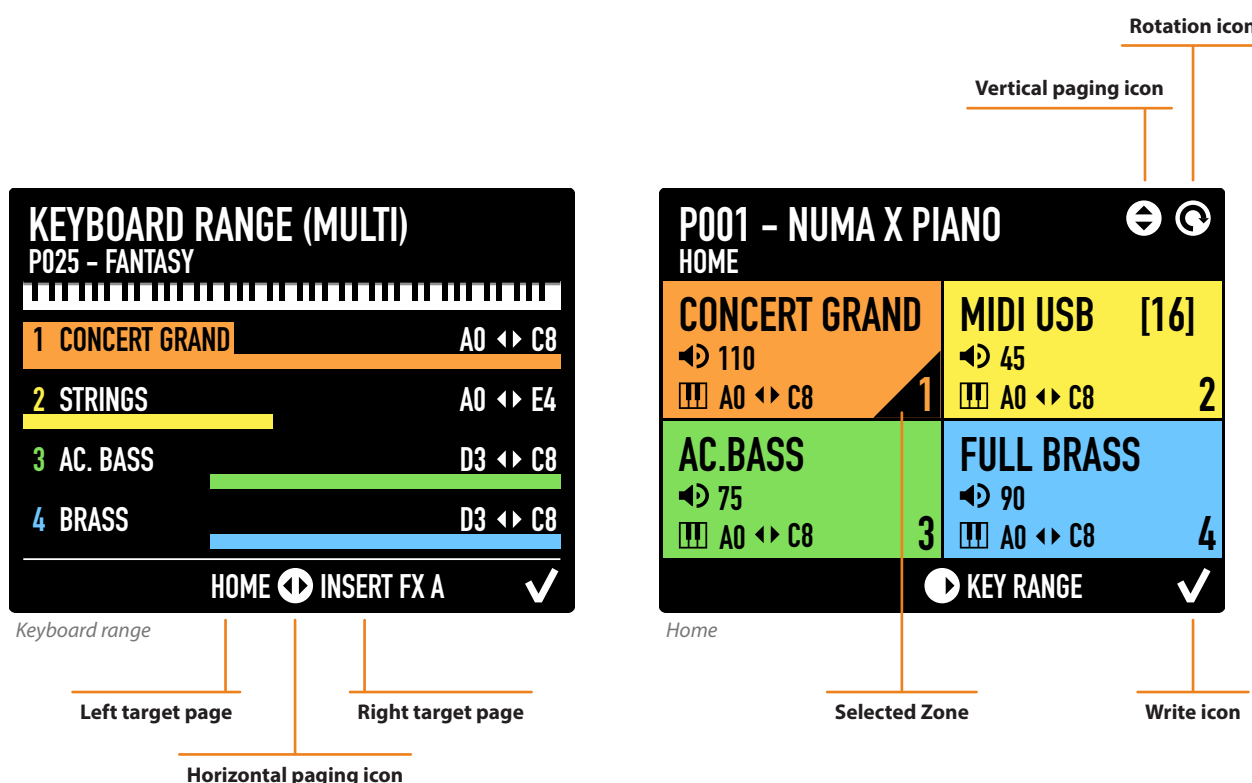 Rotation icon
Vertical paging icon
KEYBOARD RANGE (MULTI)
P025 – FANTASY
1 CONCERT GRAND A0 C8
2 STRINGS A0 E4
3 AC. BASS D3 C8
4 BRASS D3 C8
HOME INSERT FX A
Keyboard range
Left target page
Right target page
Horizontal paging icon
P001 – NUMA X PIANO
HOME
CONCERT GRAND
110
A0 C8 1
MIDI USB [16]
45
A0 C8 2
AC.BASS
75
A0 C8 3
FULL BRASS
90
A0 C8 4
KEY RANGE
Home
Selected Zone
Write icon